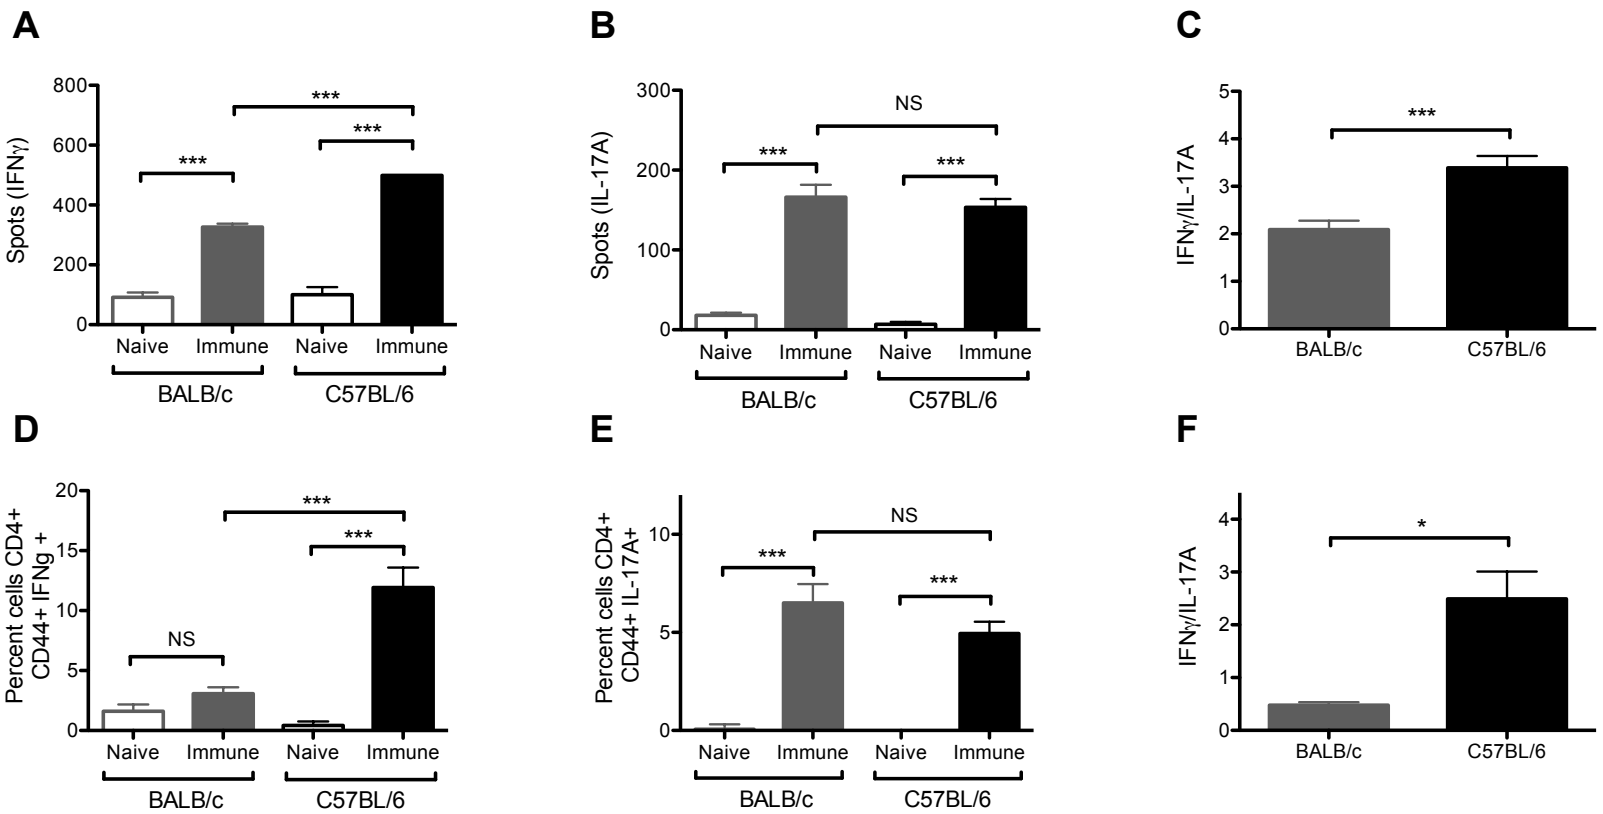 A
Spots (IFNγ)
800
600
400
200
0
***
***
***
Naive Immune Naive Immune
BALB/c C57BL/6
B
Spots (IL-17A)
300
200
100
0
NS
***
***
Naive Immune Naive Immune
BALB/c C57BL/6
C
IFNγ/IL-17A
5
4
3
2
1
0
***
BALB/c C57BL/6
D
Percent cells CD4+
CD44+ IFNg +
20
15
10
5
0
***
***
NS
Naive Immune Naive Immune
BALB/c C57BL/6
E
Percent cells CD4+
CD44+ IL-17A+
10
5
0
NS
***
***
Naive Immune Naive Immune
BALB/c C57BL/6
F
IFNγ/IL-17A
4
3
2
1
0
*
BALB/c C57BL/6